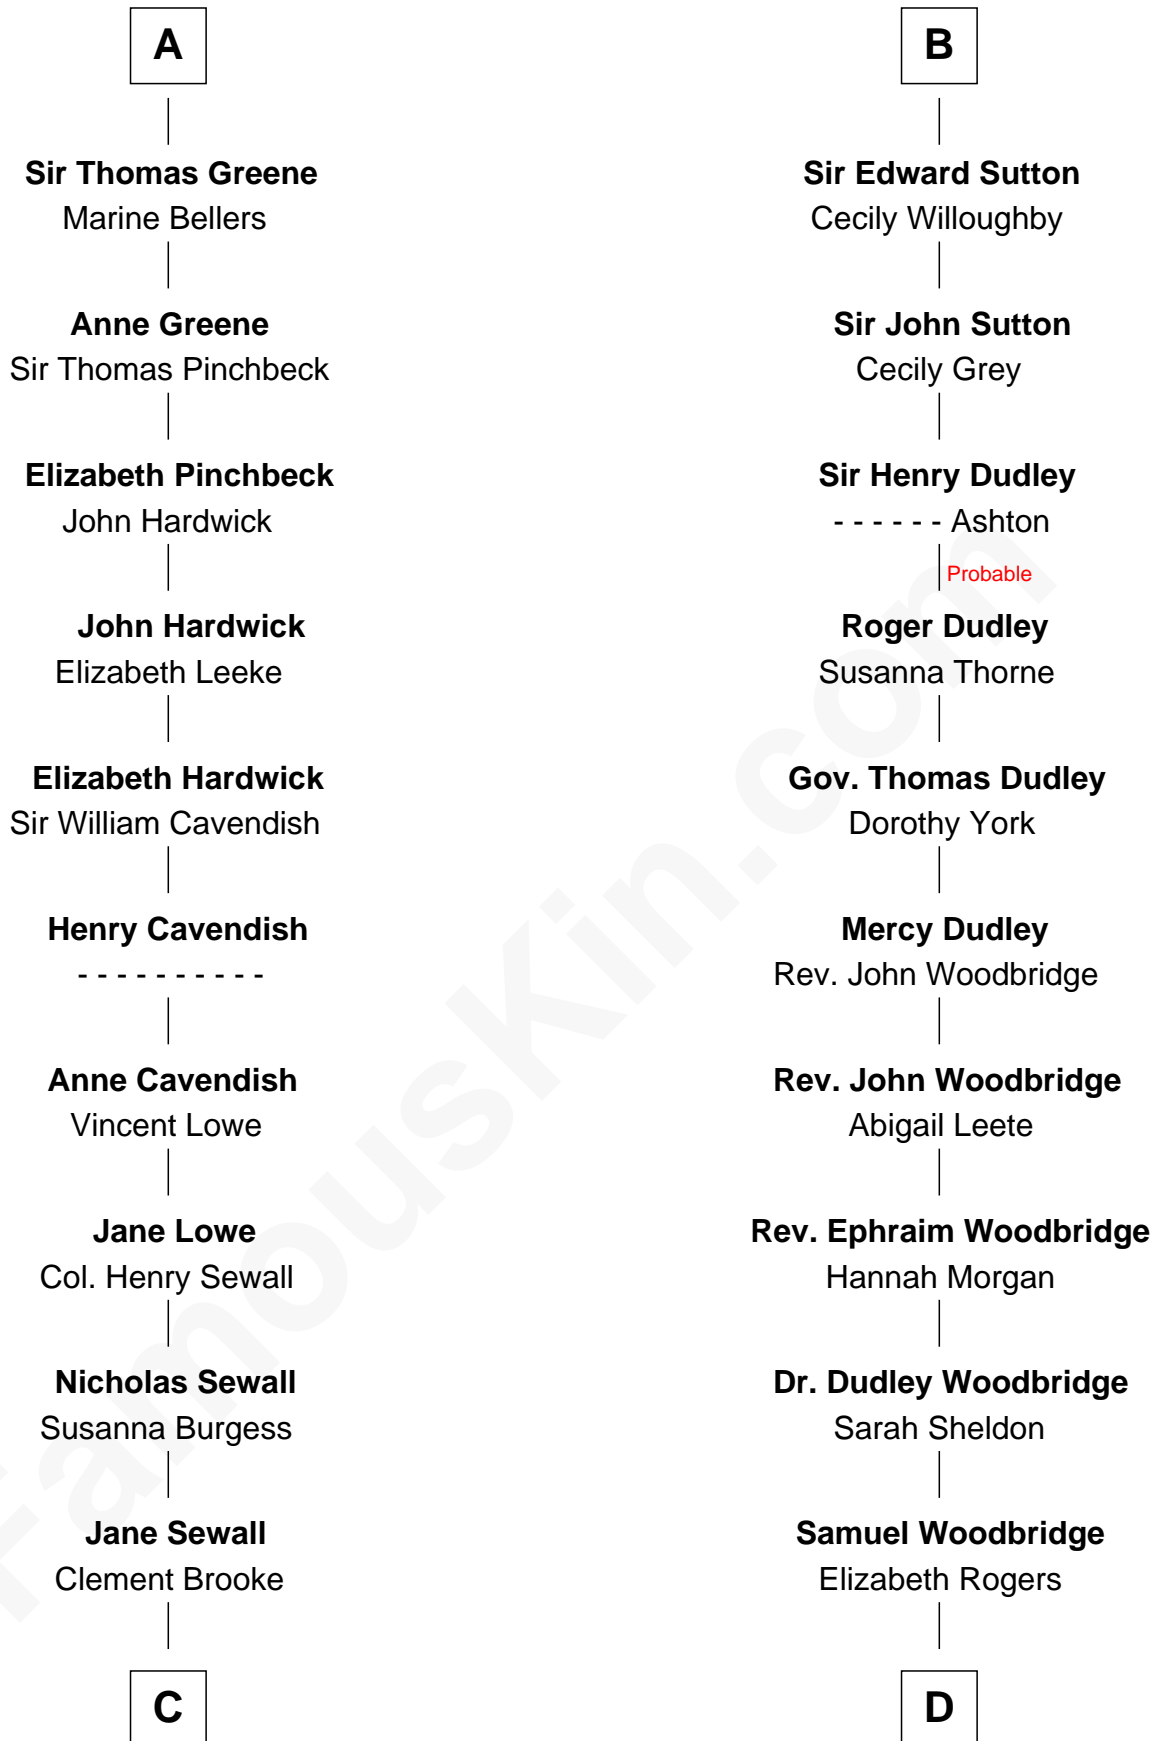 A
Sir Thomas Greene
Marine Bellers
Anne Greene
Sir Thomas Pinchbeck
Elizabeth Pinchbeck
John Hardwick
John Hardwick
Elizabeth Leeke
Elizabeth Hardwick
Sir William Cavendish
Henry Cavendish
- - - - - - - - - -
Anne Cavendish
Vincent Lowe
Jane Lowe
Col. Henry Sewall
Nicholas Sewall
Susanna Burgess
Jane Sewall
Clement Brooke
C
B
Sir Edward Sutton
Cecily Willoughby
Sir John Sutton
Cecily Grey
Sir Henry Dudley
- - - - - - Ashton
Probable
Roger Dudley
Susanna Thorne
Gov. Thomas Dudley
Dorothy York
Mercy Dudley
Rev. John Woodbridge
Rev. John Woodbridge
Abigail Leete
Rev. Ephraim Woodbridge
Hannah Morgan
Dr. Dudley Woodbridge
Sarah Sheldon
Samuel Woodbridge
Elizabeth Rogers
D
FamousKin.com